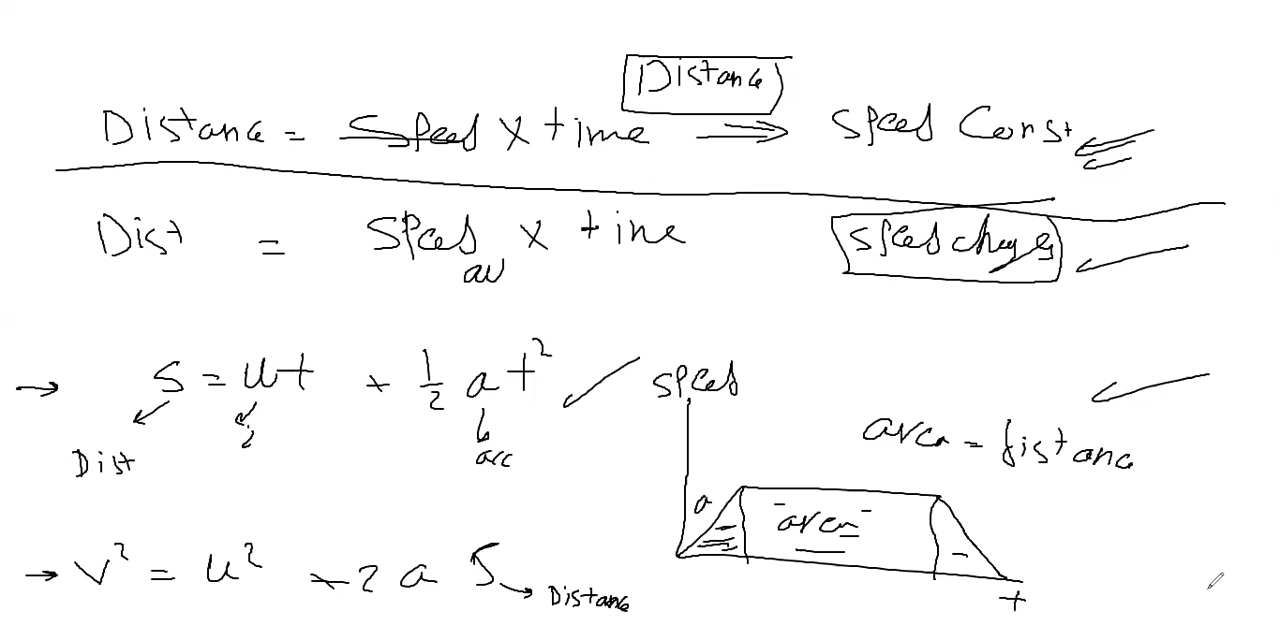 Distance
Distance = Speed x time ⇒ Speed Const
Dist = Speed av x time Speed changes
→ S = ut + 1/2 at² Speed
Dist acc
area = distance
a area
→ v² = u² + 2 a S → Distance
t